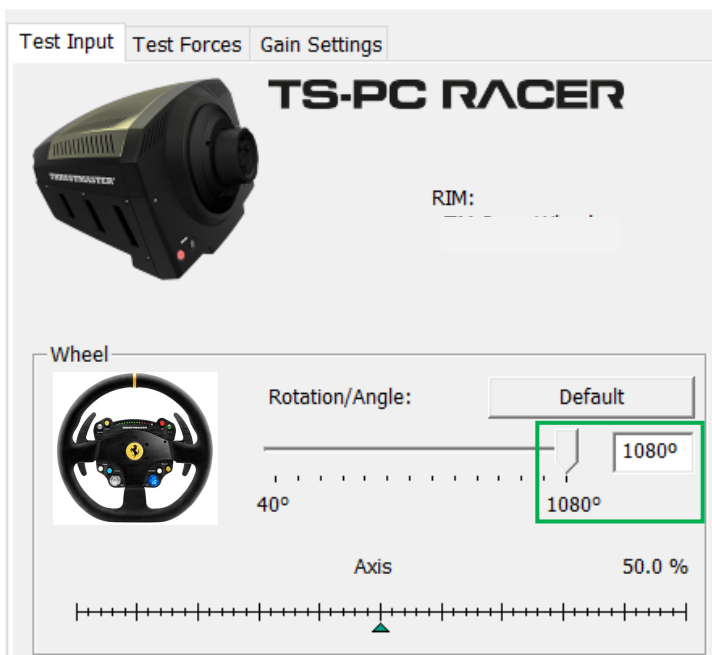 Test Input Test Forces Gain Settings
TS-PC RACER
THRUSTMASTER
RIM:
Wheel
Rotation/Angle: Default
1080º
40º 1080º
Axis 50.0 %